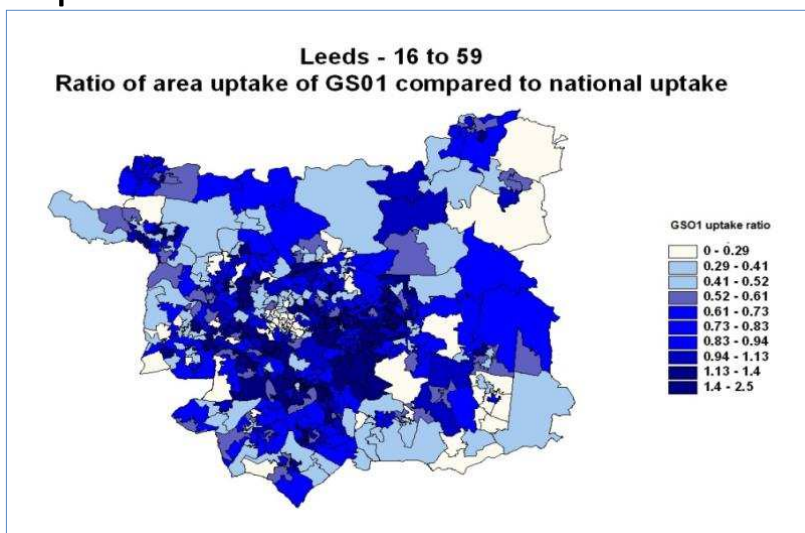 Leeds - 16 to 59
Ratio of area uptake of GS01 compared to national uptake
GSO1 uptake ratio
0 - 0.29
0.29 - 0.41
0.41 - 0.52
0.52 - 0.61
0.61 - 0.73
0.73 - 0.83
0.83 - 0.94
0.94 - 1.13
1.13 - 1.4
1.4 - 2.5